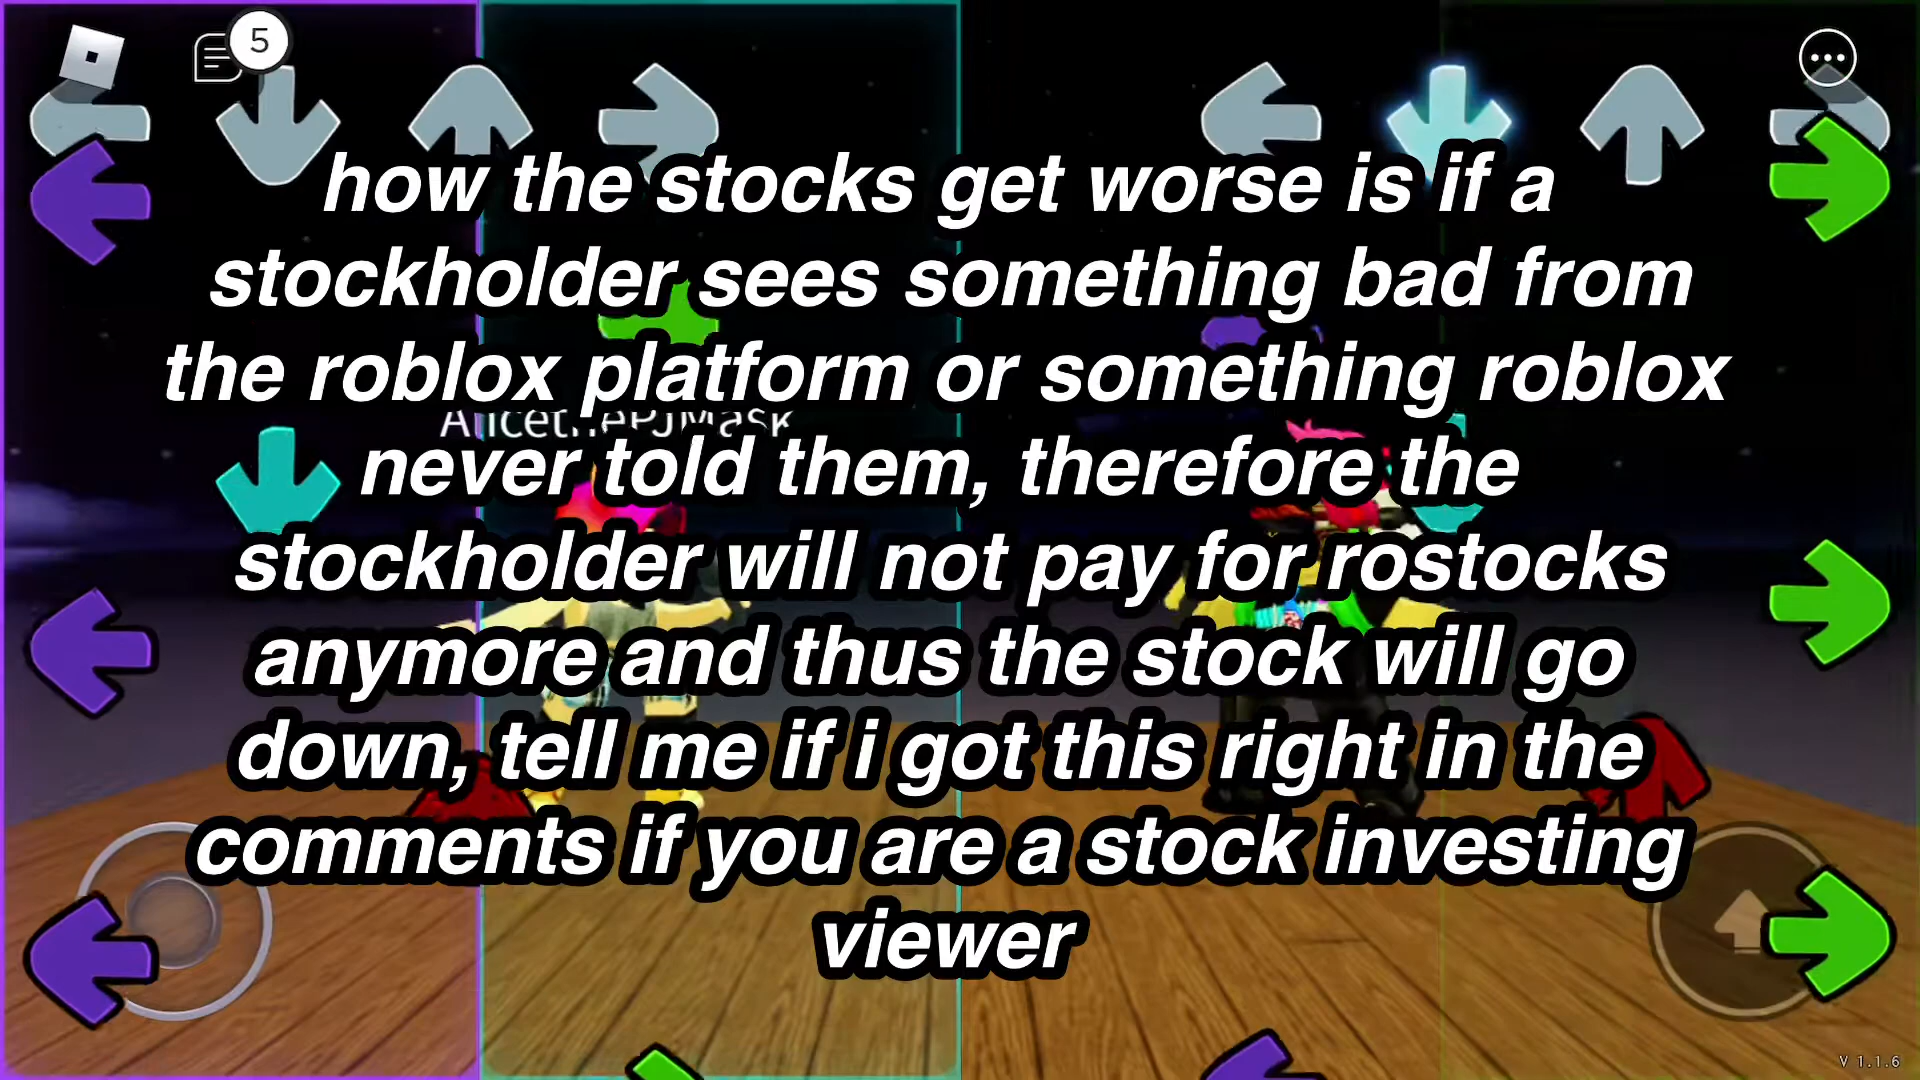 5
how the stocks get worse is if a
stockholder sees something bad from
the roblox platform or something roblox
AlicethePJMask
never told them, therefore the
stockholder will not pay for rostocks
anymore and thus the stock will go
down, tell me if i got this right in the
comments if you are a stock investing
viewer
V 1.1.6